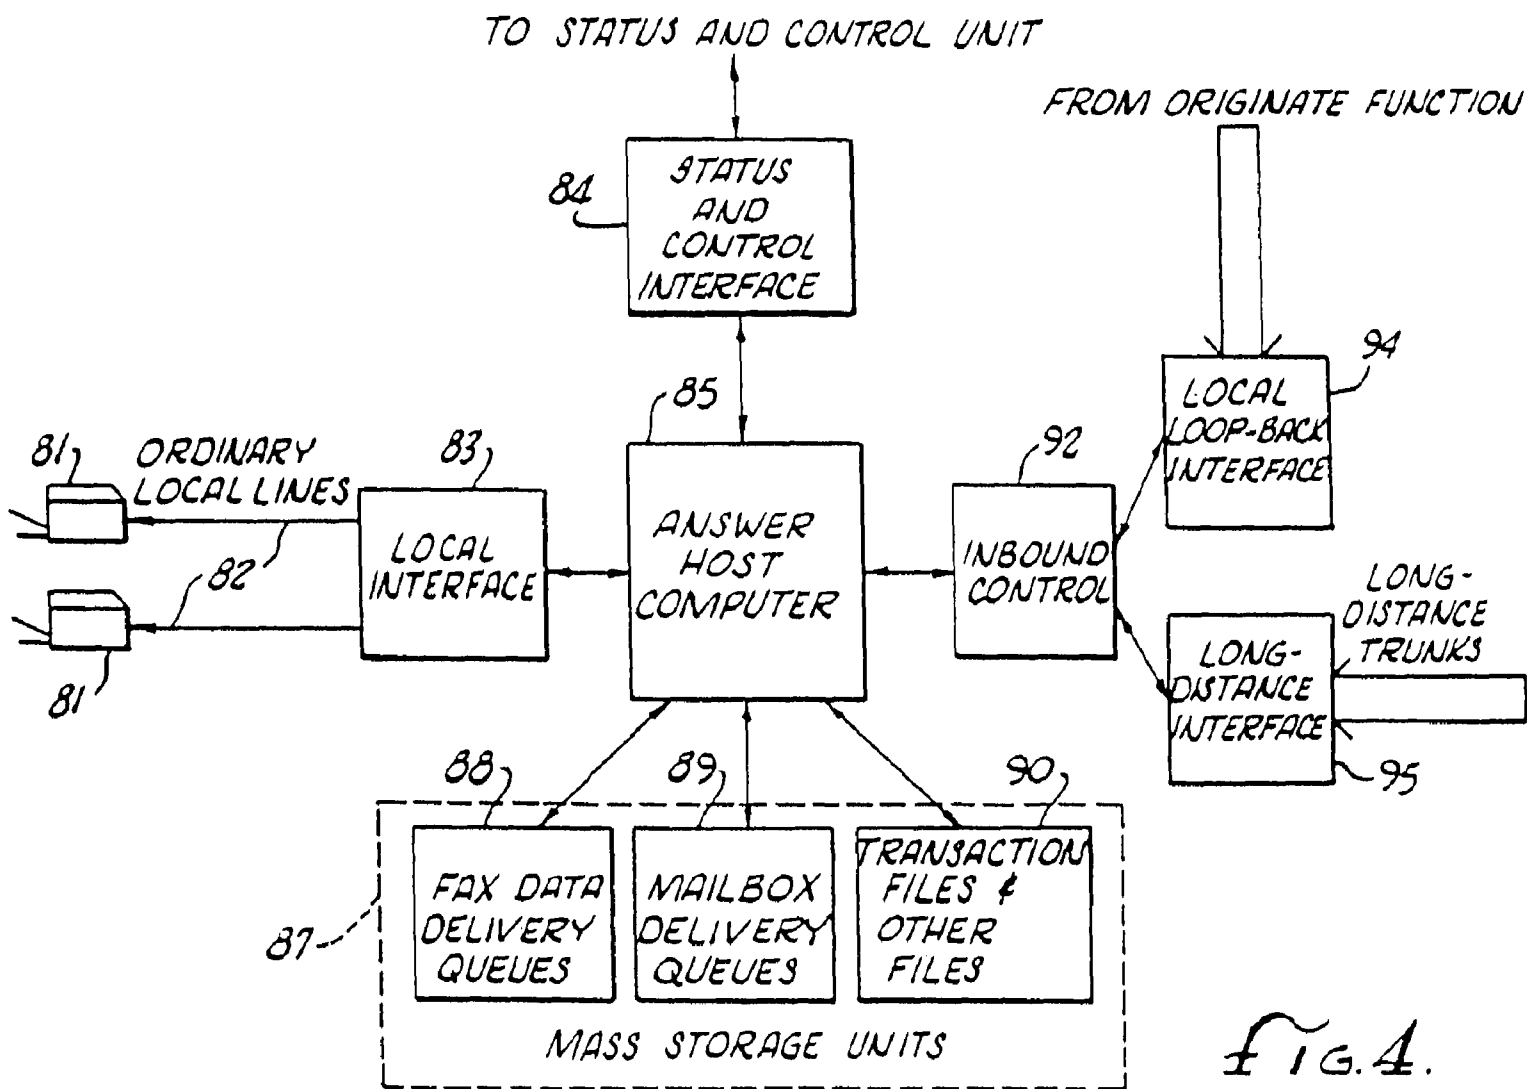 TO STATUS AND CONTROL UNIT
FROM ORIGINATE FUNCTION
STATUS
AND
CONTROL
INTERFACE
84
94
LOCAL
LOOP-BACK
INTERFACE
85
81
ORDINARY
LOCAL LINES
83
92
ANSWER
HOST
COMPUTER
LOCAL
INTERFACE
INBOUND
CONTROL
82
81
LONG-
DISTANCE
TRUNKS
LONG-
DISTANCE
INTERFACE
95
88
89
90
FAX DATA
DELIVERY
QUEUES
MAILBOX
DELIVERY
QUEUES
TRANSACTION
FILES &
OTHER
FILES
87
MASS STORAGE UNITS
FIG.4.